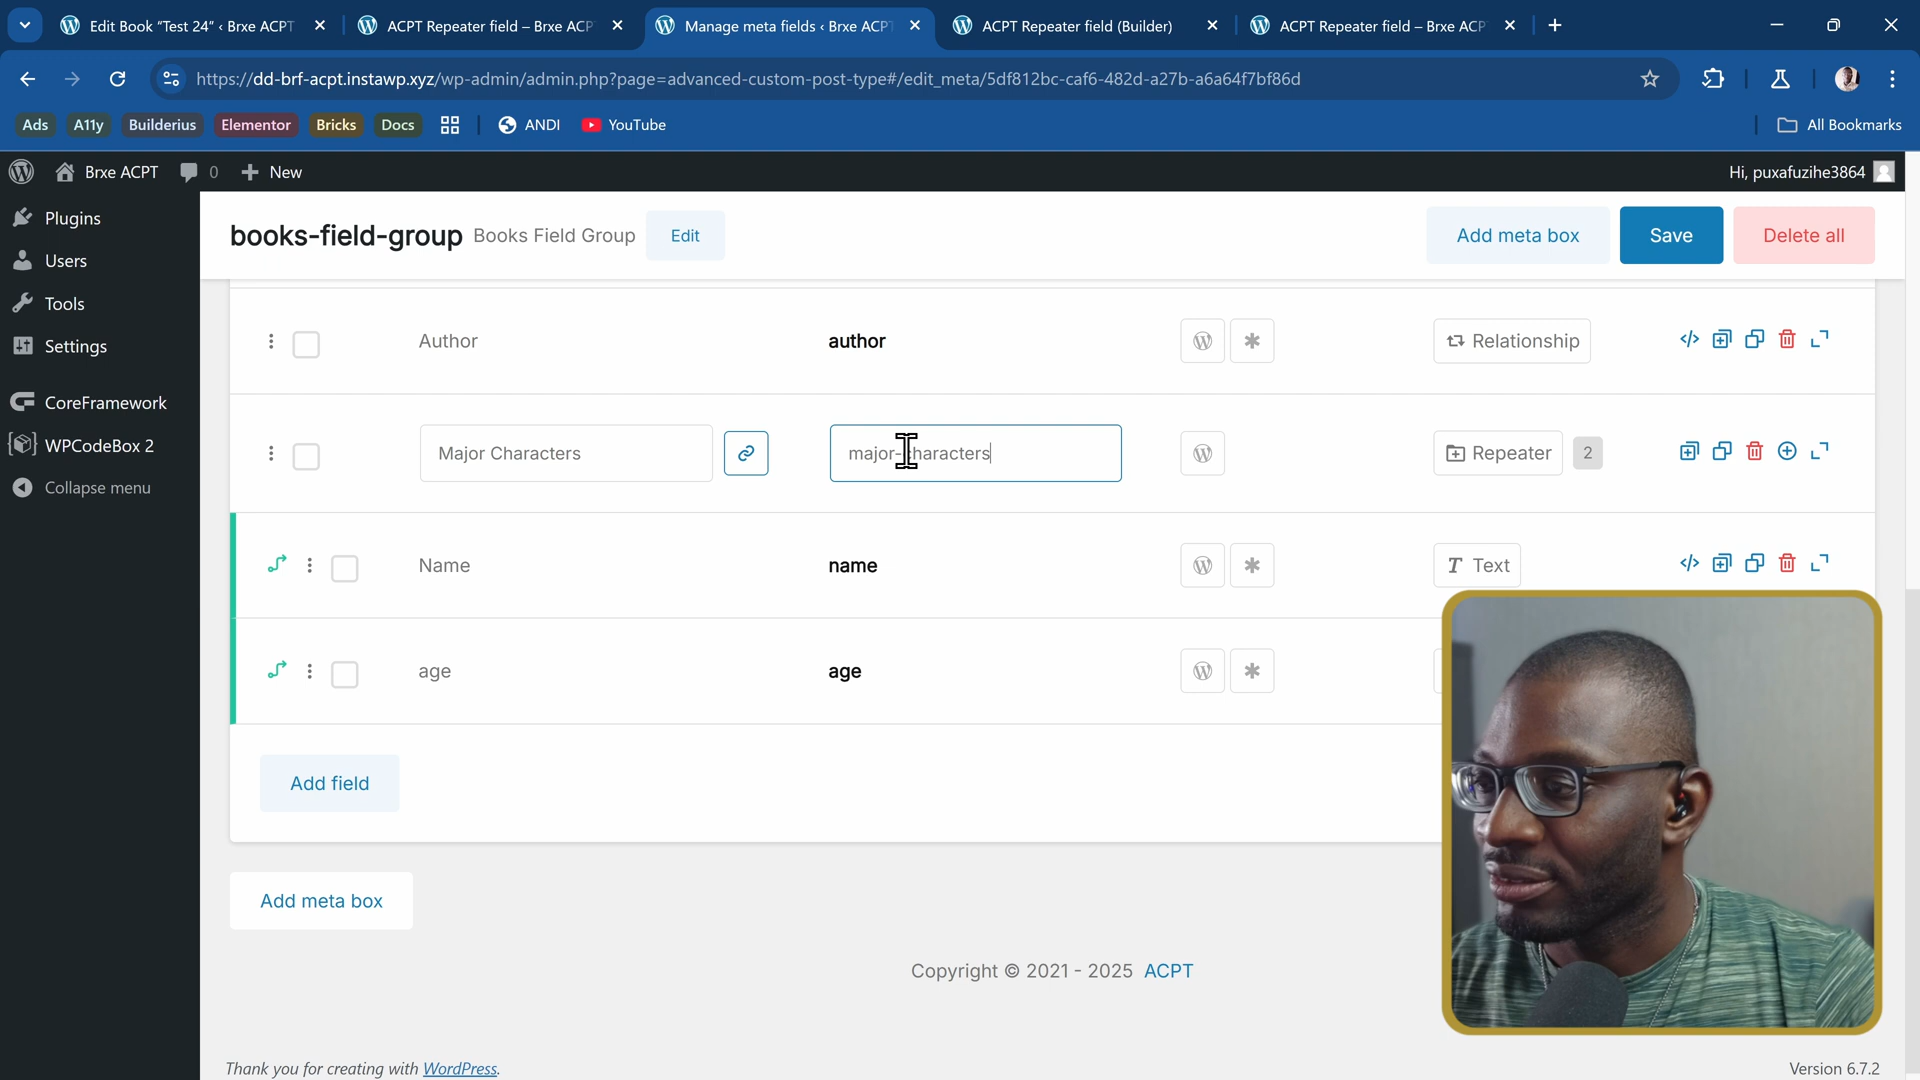 Edit Book “Test 24” ‹ Brxe ACPT
ACPT Repeater field – Brxe ACP
Manage meta fields ‹ Brxe ACP
ACPT Repeater field (Builder)
ACPT Repeater field – Brxe ACP
https://dd-brf-acpt.instawp.xyz/wp-admin/admin.php?page=advanced-custom-post-type#/edit_meta/5df812bc-caf6-482d-a27b-a6a64f7bf86d
Ads
A11y
Builderius
Elementor
Bricks
Docs
ANDI
YouTube
All Bookmarks
Brxe ACPT
0
New
Hi, puxafuzihe3864
Plugins
Users
Tools
Settings
CoreFramework
WPCodeBox 2
Collapse menu
books-field-group Books Field Group
Edit
Add meta box
Save
Delete all
Author
author
Relationship
Major Characters
major-characters
Repeater
2
Name
name
Text
age
age
Add field
Add meta box
Copyright © 2021 - 2025 ACPT
Thank you for creating with WordPress.
Version 6.7.2